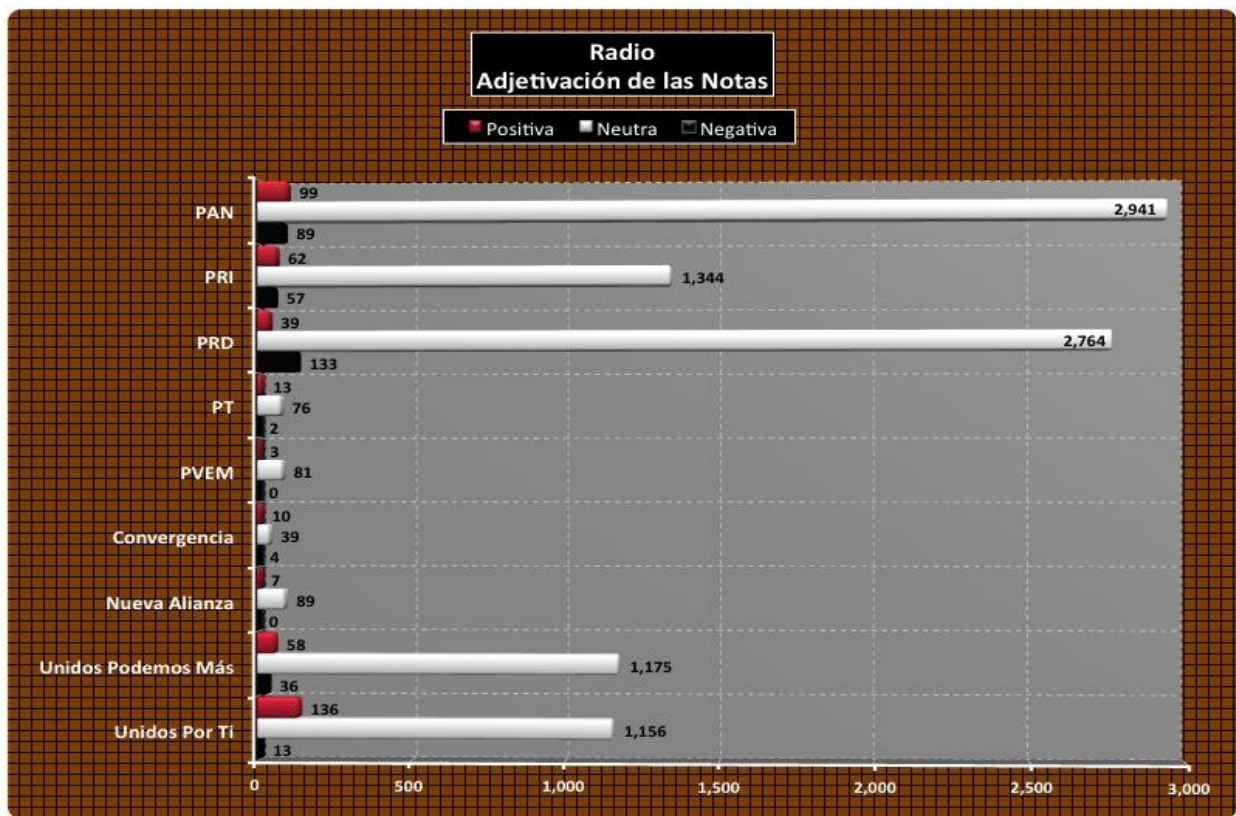 Radio
Adjetivación de las Notas
Positiva Neutra Negativa
99
PAN 2,941
89
62
PRI 1,344
57
39
PRD 2,764
133
13
PT 76
2
3
PVEM 81
0
10
Convergencia 39
4
7
Nueva Alianza 89
0
58
Unidos Podemos Más 1,175
36
136
Unidos Por Ti 1,156
13
0 500 1,000 1,500 2,000 2,500 3,000